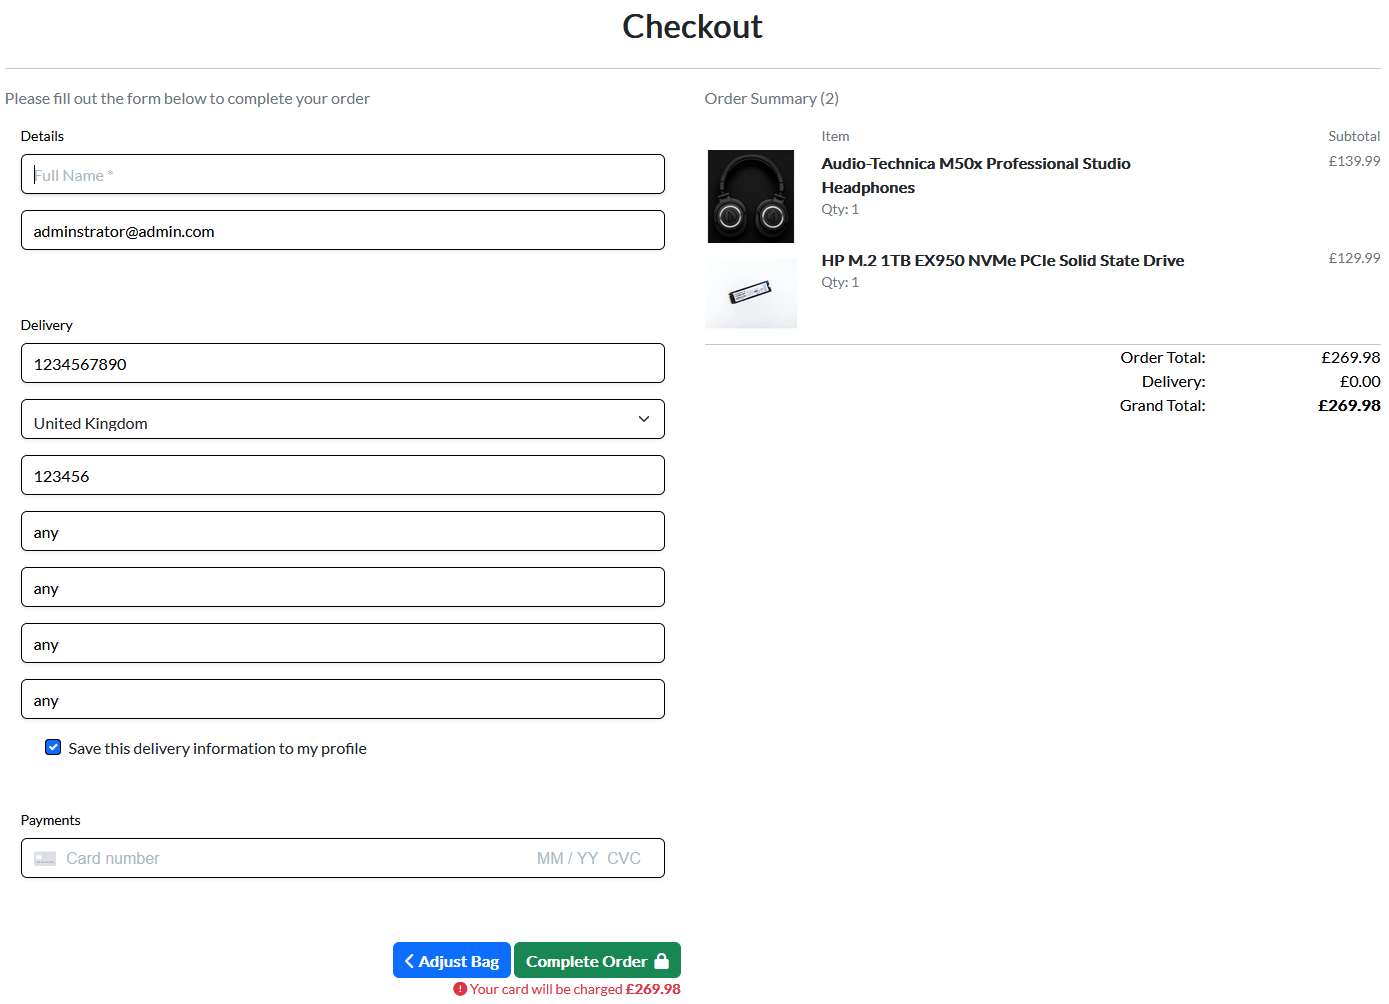 Checkout
Please fill out the form below to complete your order
Details
Full Name *
adminstrator@admin.com
Delivery
1234567890
United Kingdom
123456
any
any
any
any
Save this delivery information to my profile
Payments
Card number MM / YY CVC
Adjust Bag
Complete Order
Your card will be charged £269.98
Order Summary (2)
Item Subtotal
Audio-Technica M50x Professional Studio
Headphones
£139.99
Qty: 1
HP M.2 1TB EX950 NVMe PCIe Solid State Drive
£129.99
Qty: 1
Order Total: £269.98
Delivery: £0.00
Grand Total: £269.98